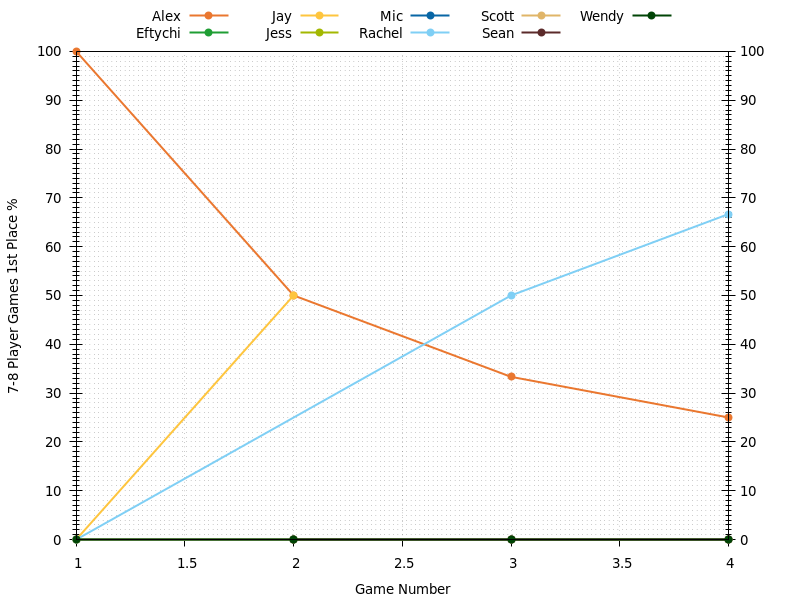 Alex Jay Mic Scott Wendy
Eftychi Jess Rachel Sean
100 100
90 90
80 80
70 70
60 60
50 50
40 40
30 30
20 20
10 10
0 0
7-8 Player Games 1st Place %
1 1.5 2 2.5 3 3.5 4
Game Number